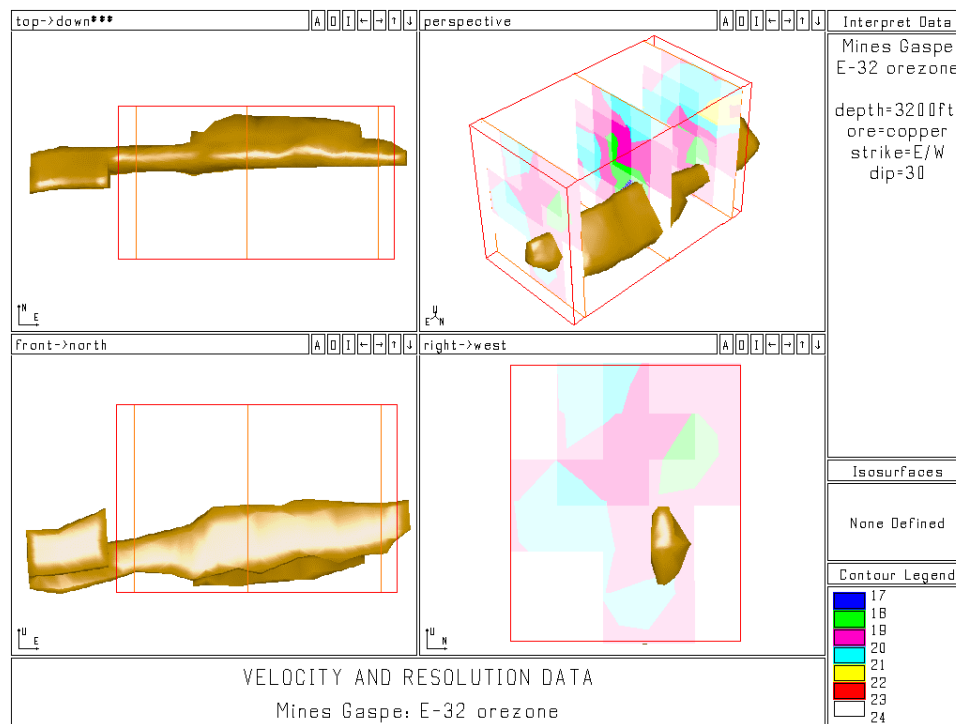 top->down***
A O I ← → ↑ ↓
perspective
A O I ← → ↑ ↓
Interpret Data
Mines Gaspe
E-32 orezone
depth=3200ft
ore=copper
strike=E/W
dip=30
N
E
U
E N
front->north
A O I ← → ↑ ↓
right->west
A O I ← → ↑ ↓
Isosurfaces
None Defined
Contour Legend
17
18
19
20
21
22
23
24
U
E
U
N
VELOCITY AND RESOLUTION DATA
Mines Gaspe: E-32 orezone